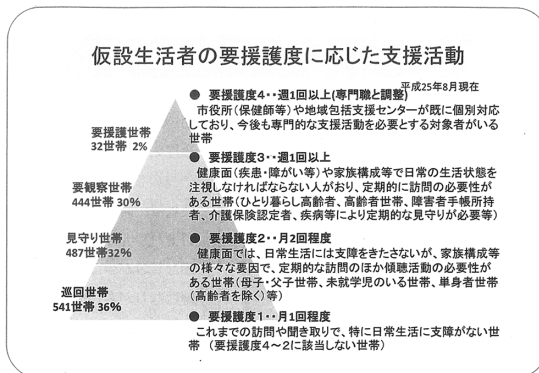 仮設生活者の要援護度に応じた支援活動
平成25年8月現在
● 要援護度4・・週1回以上(専門職と調整)
市役所(保健師等)や地域包括支援センターが既に個別対応
しており、今後も専門的な支援活動を必要とする対象者がいる
世帯
要援護世帯
32世帯 2%
● 要援護度3・・週1回以上
健康面(疾患・障がい等)や家族構成等で日常の生活状態を
注視しなければならない人がおり、定期的に訪問の必要性が
ある世帯(ひとり暮らし高齢者、高齢者世帯、障害者手帳所持
者、介護保険認定者、疾病等により定期的な見守りが必要等)
要観察世帯
444世帯 30%
● 要援護度2・・月2回程度
健康面では、日常生活には支障をきたさないが、家族構成等
の様々な要因で、定期的な訪問のほか傾聴活動の必要性が
ある世帯(母子・父子世帯、未就学児のいる世帯、単身者世帯
(高齢者を除く)等)
見守り世帯
487世帯32%
● 要援護度1・・月1回程度
これまでの訪問や聞き取りで、特に日常生活に支障がない世
帯 (要援護度4~2に該当しない世帯)
巡回世帯
541世帯 36%